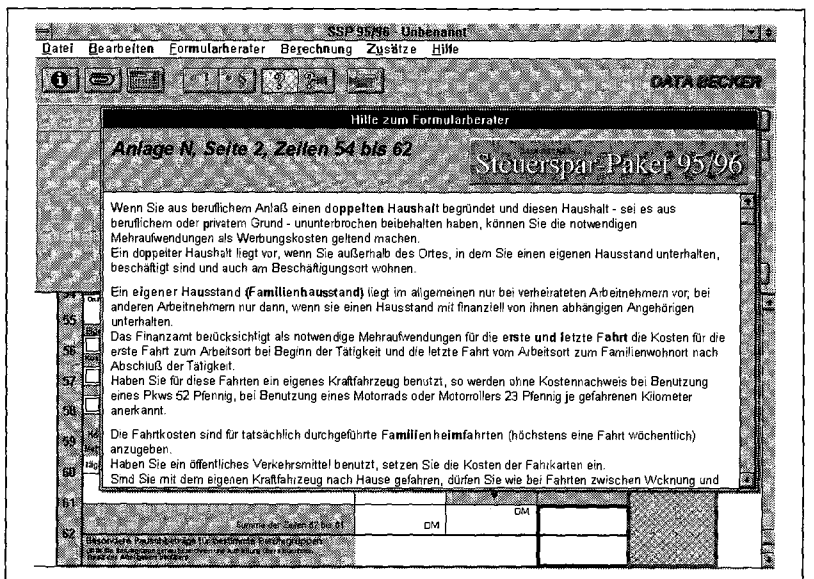 SSP 95/96 - Unbenannt
Datei Bearbeiten Formularberater Berechnung Zusätze Hilfe
DATA BECKER
Hilfe zum Formularberater
Anlage N, Seite 2, Zeilen 54 bis 62
Steuerspar-Paket 95/96
Wenn Sie aus beruflichem Anlaß einen doppelten Haushalt begründet und diesen Haushalt - sei es aus
beruflichem oder privatem Grund - ununterbrochen beibehalten haben, können Sie die notwendigen
Mehraufwendungen als Werbungskosten geltend machen.
Ein doppelter Haushalt liegt vor, wenn Sie außerhalb des Ortes, in dem Sie einen eigenen Hausstand unterhalten,
beschäftigt sind und auch am Beschäftigungsort wohnen.
Ein eigener Hausstand (Familienhausstand) liegt im allgemeinen nur bei verheirateten Arbeitnehmern vor; bei
anderen Arbeitnehmern nur dann, wenn sie einen Hausstand mit finanziell von ihnen abhängigen Angehörigen
unterhalten.
Das Finanzamt berücksichtigt als notwendige Mehraufwendungen für die erste und letzte Fahrt die Kosten für die
erste Fahrt zum Arbeitsort bei Beginn der Tätigkeit und die letzte Fahrt vom Arbeitsort zum Familienwohnort nach
Abschluß der Tätigkeit.
Haben Sie für diese Fahrten ein eigenes Kraftfahrzeug benutzt, so werden ohne Kostennachweis bei Benutzung
eines Pkws 52 Pfennig, bei Benutzung eines Motorrads oder Motorrollers 23 Pfennig je gefahrenen Kilometer
anerkannt.
Die Fahrtkosten sind für tatsächlich durchgeführte Familienheimfahrten (höchstens eine Fahrt wöchentlich)
anzugeben.
Haben Sie ein öffentliches Verkehrsmittel benutzt, setzen Sie die Kosten der Fahrkarten ein.
Sind Sie mit dem eigenen Kraftfahrzeug nach Hause gefahren, dürfen Sie wie bei Fahrten zwischen Wohnung und
55
56
57
58
59
60
61
Summe der Zeilen 57 bis 61 DM DM
62
Besondere Pauschbeträge für bestimmte Berufsgruppen